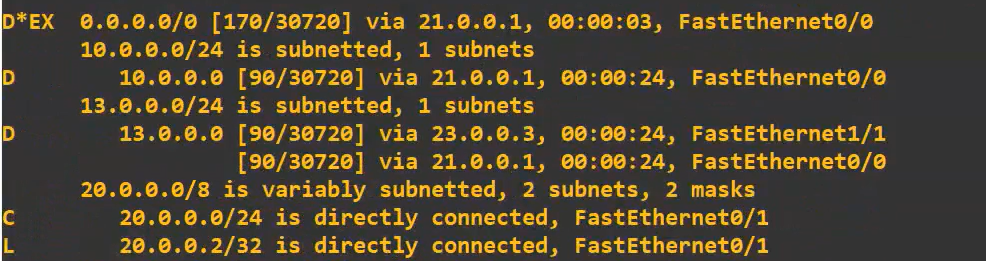 D*EX  0.0.0.0/0 [170/30720] via 21.0.0.1, 00:00:03, FastEthernet0/0
      10.0.0.0/24 is subnetted, 1 subnets
D        10.0.0.0 [90/30720] via 21.0.0.1, 00:00:24, FastEthernet0/0
      13.0.0.0/24 is subnetted, 1 subnets
D        13.0.0.0 [90/30720] via 23.0.0.3, 00:00:24, FastEthernet1/1
                  [90/30720] via 21.0.0.1, 00:00:24, FastEthernet0/0
      20.0.0.0/8 is variably subnetted, 2 subnets, 2 masks
C        20.0.0.0/24 is directly connected, FastEthernet0/1
L        20.0.0.2/32 is directly connected, FastEthernet0/1